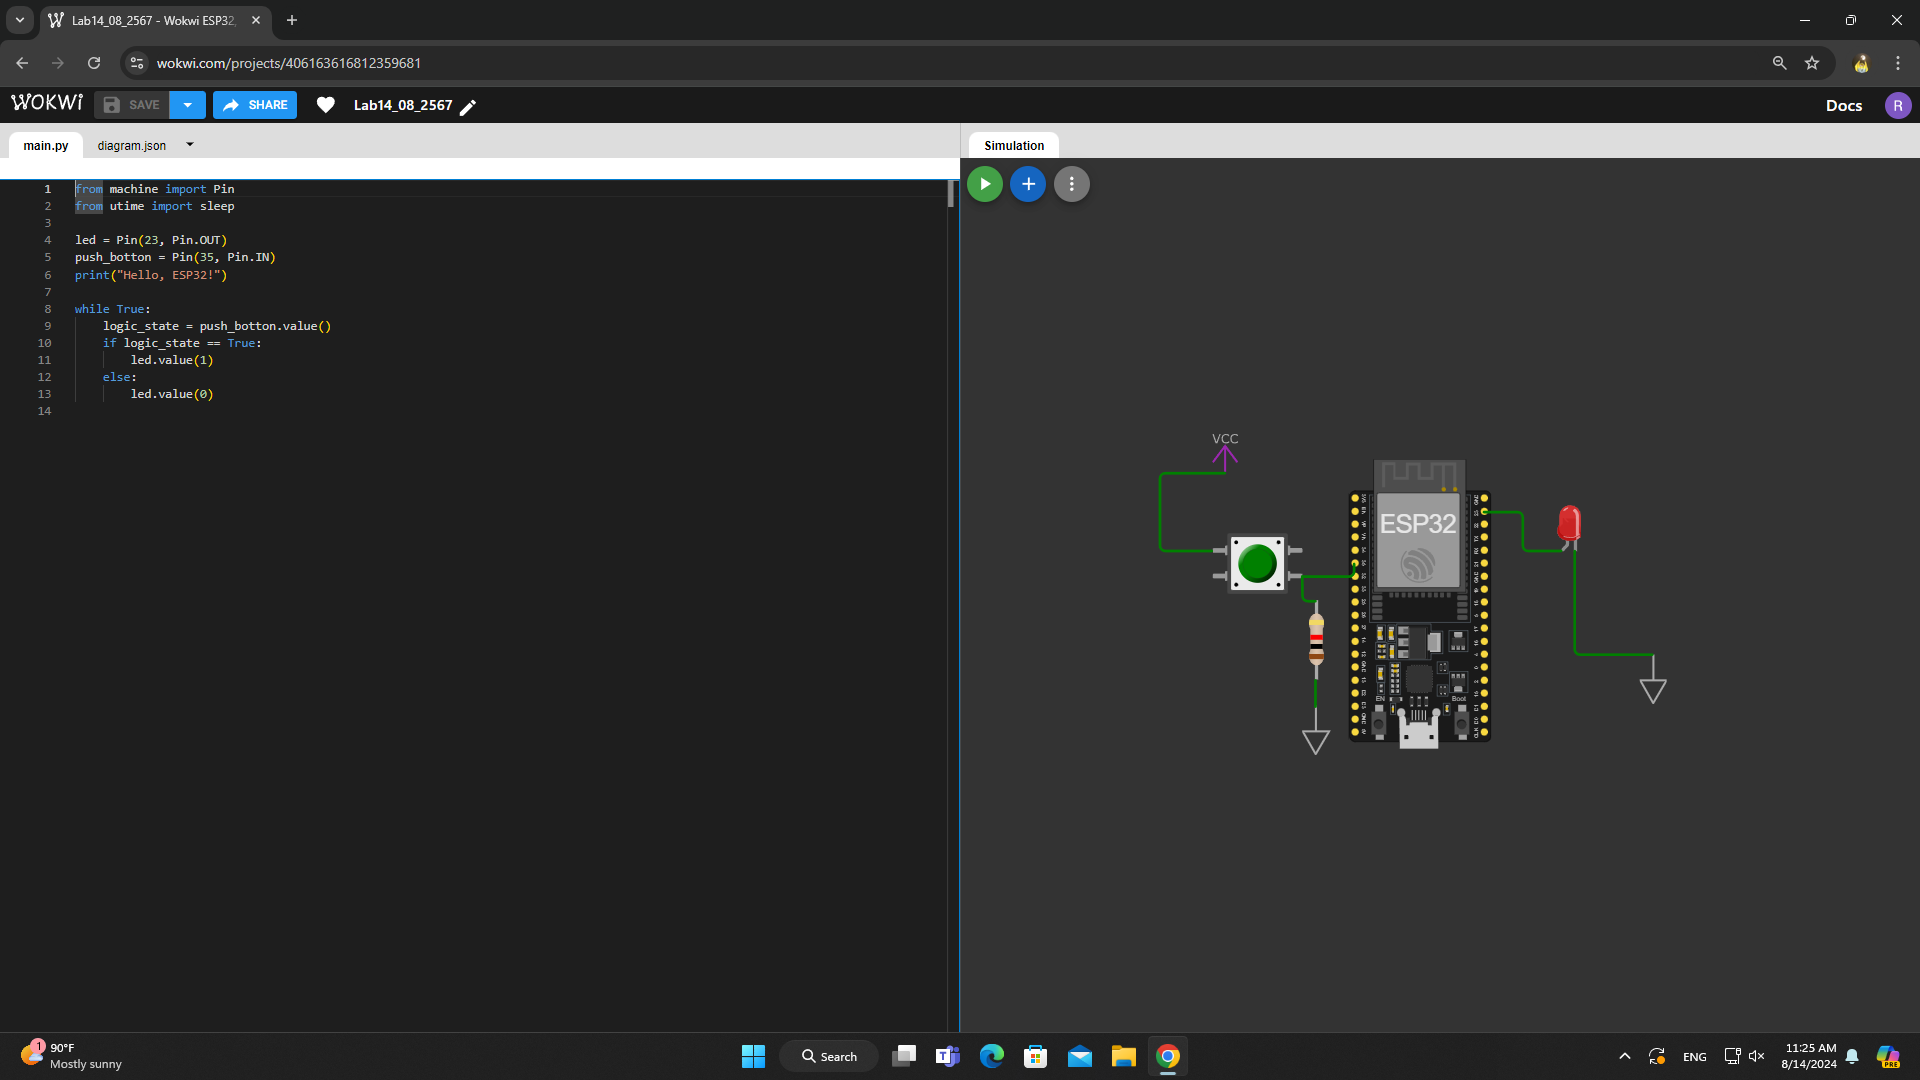 Lab14_08_2567 - Wokwi ESP32,
wokwi.com/projects/406163616812359681
WOKWI
SAVE
SHARE
Lab14_08_2567
Docs
R
main.py
diagram.json
Simulation
1 from machine import Pin
2 from utime import sleep
3
4 led = Pin(23, Pin.OUT)
5 push_botton = Pin(35, Pin.IN)
6 print("Hello, ESP32!")
7
8 while True:
9 logic_state = push_botton.value()
10 if logic_state == True:
11 led.value(1)
12 else:
13 led.value(0)
14
VCC
ESP32
EN
Boot
1
90°F
Mostly sunny
Search
ENG
11:25 AM
8/14/2024
PRE